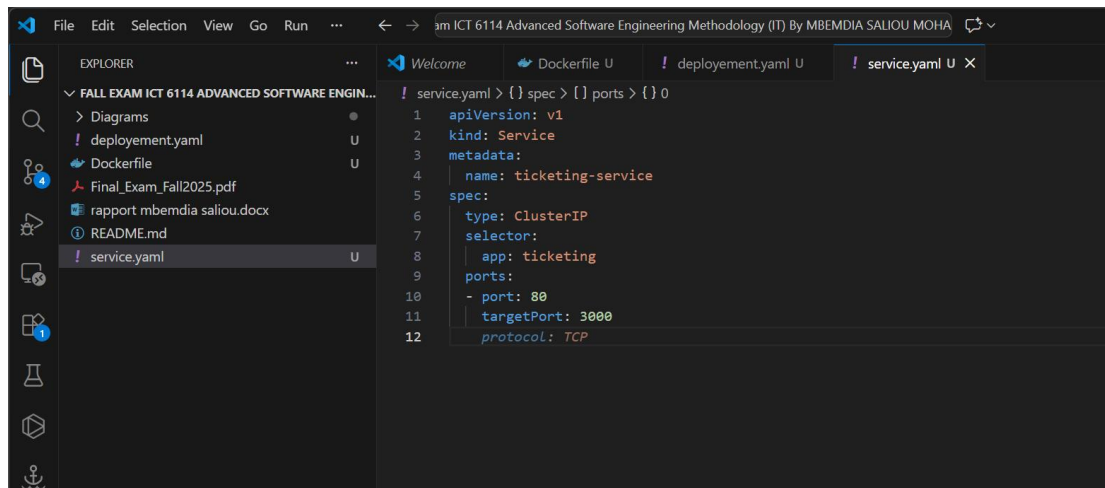 File Edit Selection View Go Run ... ← → am ICT 6114 Advanced Software Engineering Methodology (IT) By MBEMDIA SALIOU MOHA
EXPLORER ...
FALL EXAM ICT 6114 ADVANCED SOFTWARE ENGIN...
Diagrams
! deployement.yaml U
Dockerfile U
Final_Exam_Fall2025.pdf
rapport mbemdia saliou.docx
README.md
! service.yaml U
4
1
Welcome Dockerfile U ! deployement.yaml U ! service.yaml U ×
! service.yaml > {} spec > [] ports > {} 0
1 apiVersion: v1
2 kind: Service
3 metadata:
4 name: ticketing-service
5 spec:
6 type: ClusterIP
7 selector:
8 app: ticketing
9 ports:
10 - port: 80
11 targetPort: 3000
12 protocol: TCP